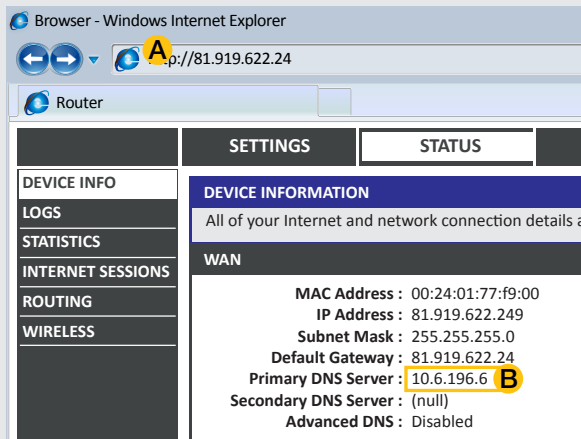 Browser - Windows Internet Explorer
A
p://81.919.622.24
Router
SETTINGS STATUS
DEVICE INFO
LOGS
STATISTICS
INTERNET SESSIONS
ROUTING
WIRELESS
DEVICE INFORMATION
All of your Internet and network connection details a
WAN
MAC Address : 00:24:01:77:f9:00
IP Address : 81.919.622.249
Subnet Mask : 255.255.255.0
Default Gateway : 81.919.622.24
Primary DNS Server : 10.6.196.6 B
Secondary DNS Server : (null)
Advanced DNS : Disabled